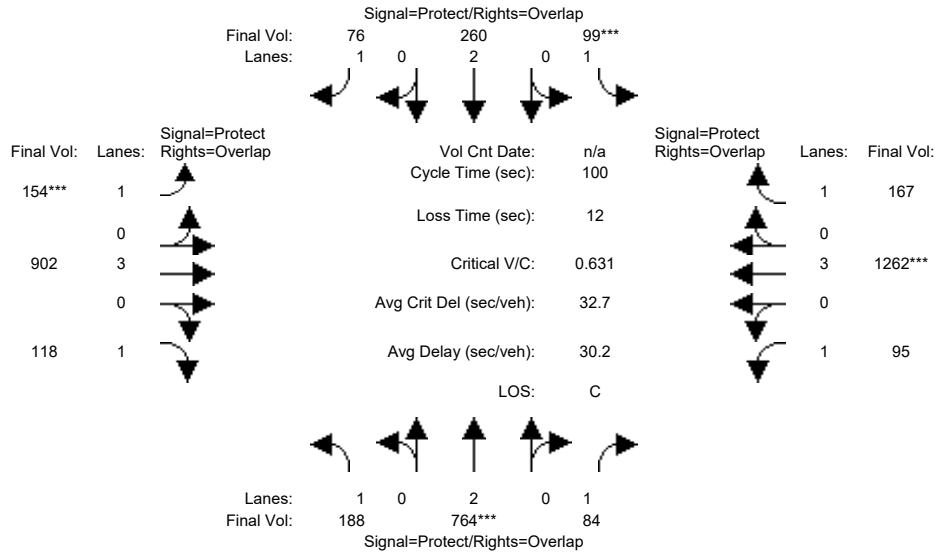 Signal=Protect/Rights=Overlap
Final Vol: 76 260 99***
Lanes: 1 0 2 0 1
Signal=Protect Signal=Protect
Final Vol: Lanes: Rights=Overlap Vol Cnt Date: n/a Rights=Overlap Lanes: Final Vol:
Cycle Time (sec): 100
154*** 1 1 167
Loss Time (sec): 12
0 0
902 3 Critical V/C: 0.631 3 1262***
0 Avg Crit Del (sec/veh): 32.7 0
118 1 Avg Delay (sec/veh): 30.2 1 95
LOS: C
Lanes: 1 0 2 0 1
Final Vol: 188 764*** 84
Signal=Protect/Rights=Overlap